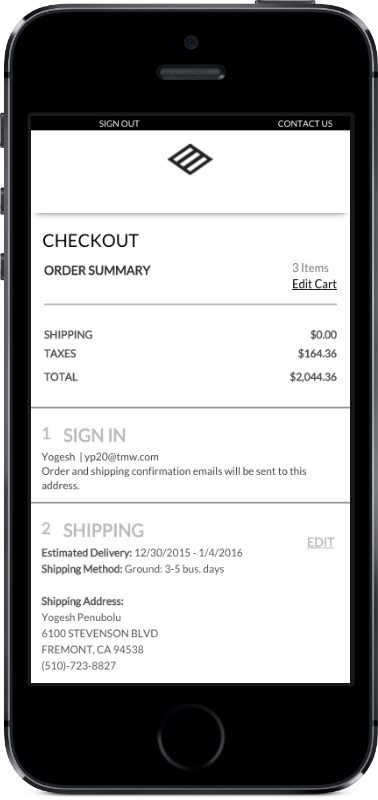 SIGN OUT CONTACT US
CHECKOUT
ORDER SUMMARY 3 Items
Edit Cart
SHIPPING $0.00
TAXES $164.36
TOTAL $2,044.36
1 SIGN IN
Yogesh | yp20@tmw.com
Order and shipping confirmation emails will be sent to this
address.
2 SHIPPING EDIT
Estimated Delivery: 12/30/2015 - 1/4/2016
Shipping Method: Ground: 3-5 bus. days
Shipping Address:
Yogesh Penubolu
6100 STEVENSON BLVD
FREMONT, CA 94538
(510)-723-8827